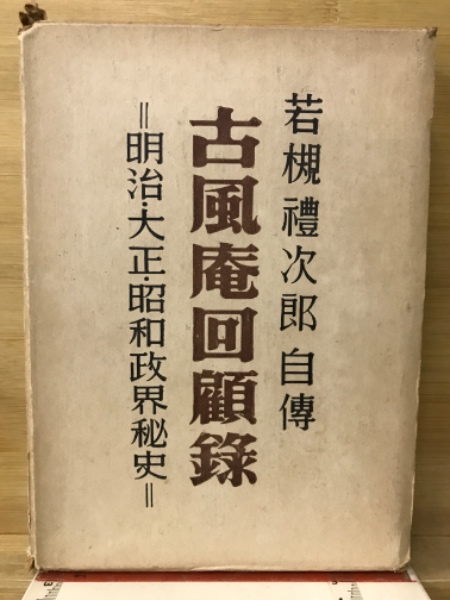 若槻禮次郎自傳
古風庵回顧錄
＝明治・大正・昭和政界秘史＝